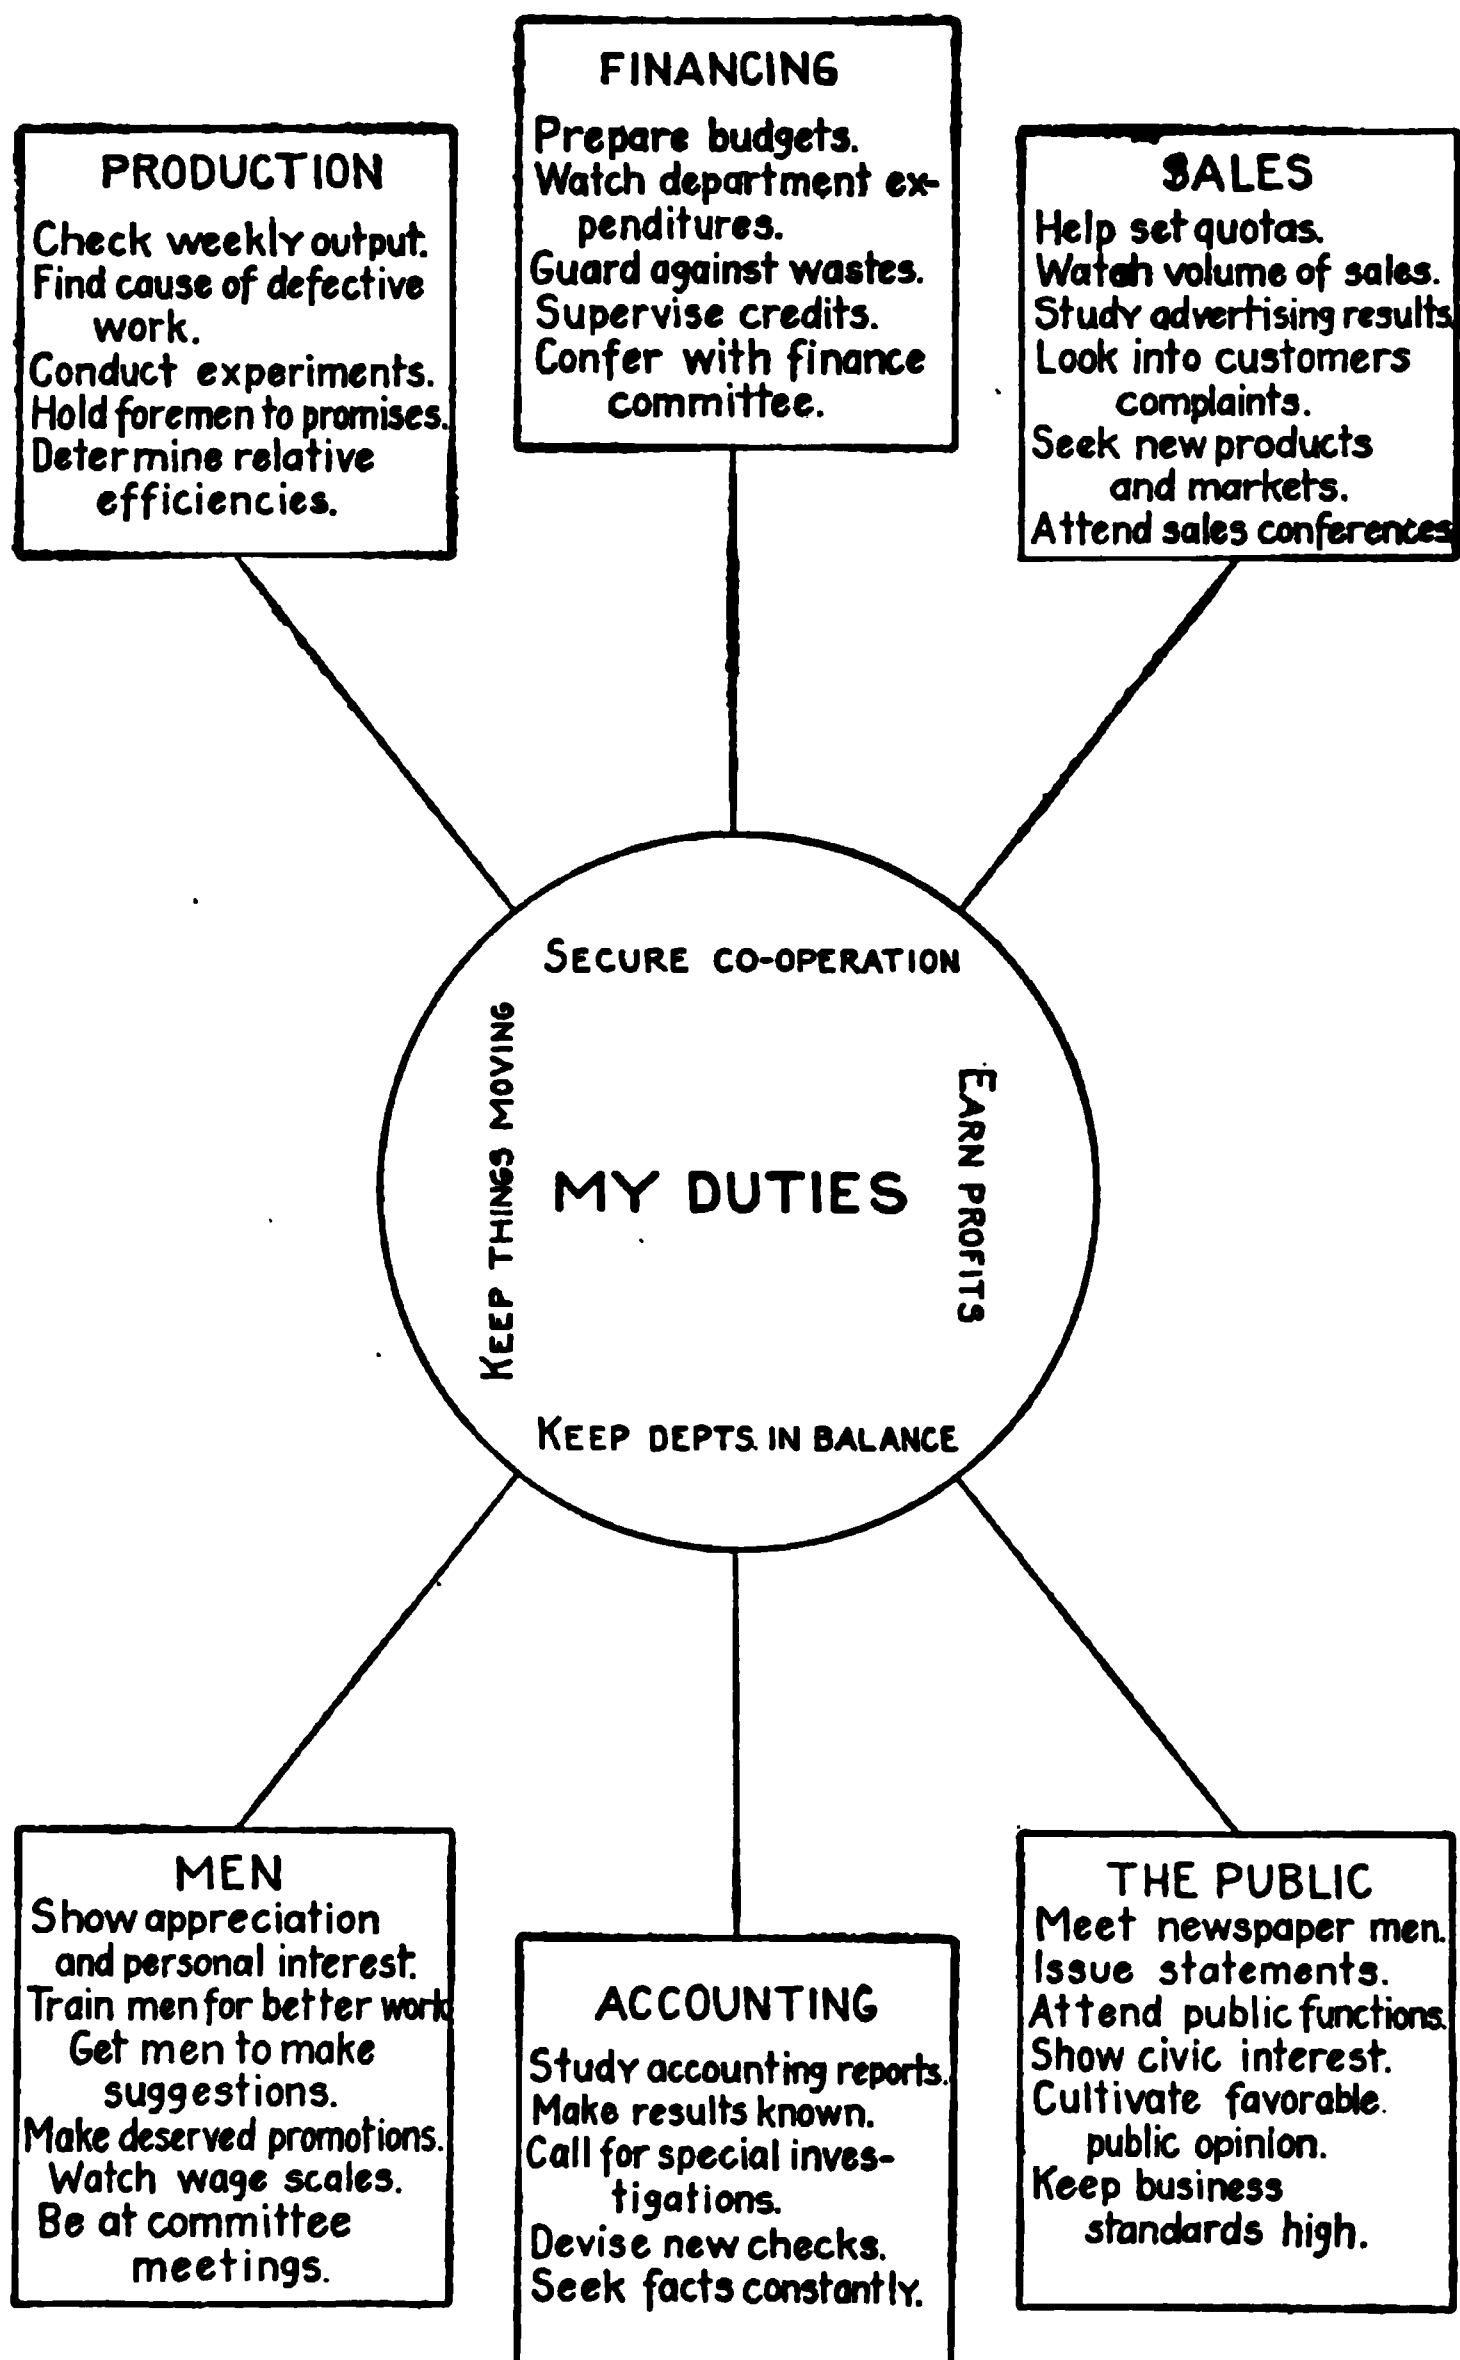 FINANCING
Prepare budgets.
Watch department ex-
penditures.
Guard against wastes.
Supervise credits.
Confer with finance
committee.
PRODUCTION
Check weekly output.
Find cause of defective
work.
Conduct experiments.
Hold foremen to promises.
Determine relative
efficiencies.
SALES
Help set quotas.
Watch volume of sales.
Study advertising results
Look into customers
complaints.
Seek new products
and markets.
Attend sales conferences
SECURE CO-OPERATION
KEEP THINGS MOVING
MY DUTIES
EARN PROFITS
KEEP DEPTS. IN BALANCE
MEN
Show appreciation
and personal interest.
Train men for better work
Get men to make
suggestions.
Make deserved promotions.
Watch wage scales.
Be at committee
meetings.
ACCOUNTING
Study accounting reports.
Make results known.
Call for special inves-
tigations.
Devise new checks.
Seek facts constantly.
THE PUBLIC
Meet newspaper men.
Issue statements.
Attend public functions.
Show civic interest.
Cultivate favorable.
public opinion.
Keep business
standards high.